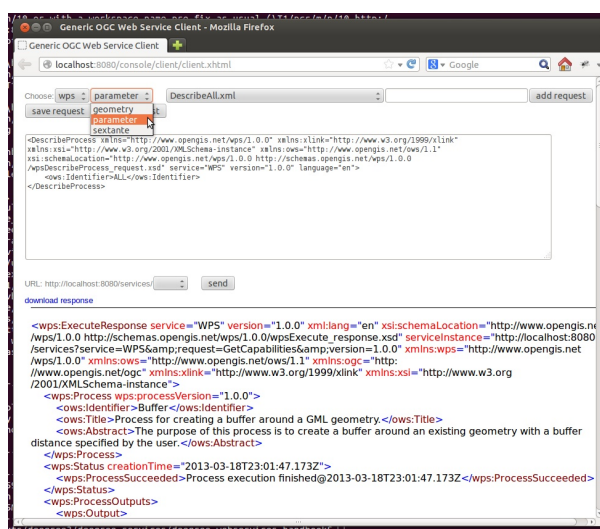 /10 or with a workspace name pre fix as usual (\T1/pcr/m/n/10 http:/
Generic OGC Web Service Client - Mozilla Firefox
Generic OGC Web Service Client
localhost:8080/console/client/client.xhtml
Google
Choose: wps parameter DescribeAll.xml add request
save request st
geometry
parameter
sextante
<DescribeProcess xmlns="http://www.opengis.net/wps/1.0.0" xmlns:xlink="http://www.w3.org/1999/xlink"
xmlns:xsi="http://www.w3.org/2001/XMLSchema-instance" xmlns:ows="http://www.opengis.net/ows/1.1"
xsi:schemaLocation="http://www.opengis.net/wps/1.0.0 http://schemas.opengis.net/wps/1.0.0
/wpsDescribeProcess_request.xsd" service="WPS" version="1.0.0" language="en">
<ows:Identifier>ALL</ows:Identifier>
</DescribeProcess>
URL: http://localhost:8080/services/ send
download response
<wps:ExecuteResponse service="WPS" version="1.0.0" xml:lang="en" xsi:schemaLocation="http://www.opengis.ne
/wps/1.0.0 http://schemas.opengis.net/wps/1.0.0/wpsExecute_response.xsd" serviceInstance="http://localhost:8080
/services?service=WPS&amp;request=GetCapabilities&amp;version=1.0.0" xmlns:wps="http://www.opengis.net
/wps/1.0.0" xmlns:ows="http://www.opengis.net/ows/1.1" xmlns:ogc="http:
//www.opengis.net/ogc" xmlns:xlink="http://www.w3.org/1999/xlink" xmlns:xsi="http://www.w3.org
/2001/XMLSchema-instance">
<wps:Process wps:processVersion="1.0.0">
<ows:Identifier>Buffer</ows:Identifier>
<ows:Title>Process for creating a buffer around a GML geometry.</ows:Title>
<ows:Abstract>The purpose of this process is to create a buffer around an existing geometry with a buffer
distance specified by the user.</ows:Abstract>
</wps:Process>
<wps:Status creationTime="2013-03-18T23:01:47.173Z">
<wps:ProcessSucceeded>Process execution finished@2013-03-18T23:01:47.173Z</wps:ProcessSucceeded>
</wps:Status>
<wps:ProcessOutputs>
<wps:Output>